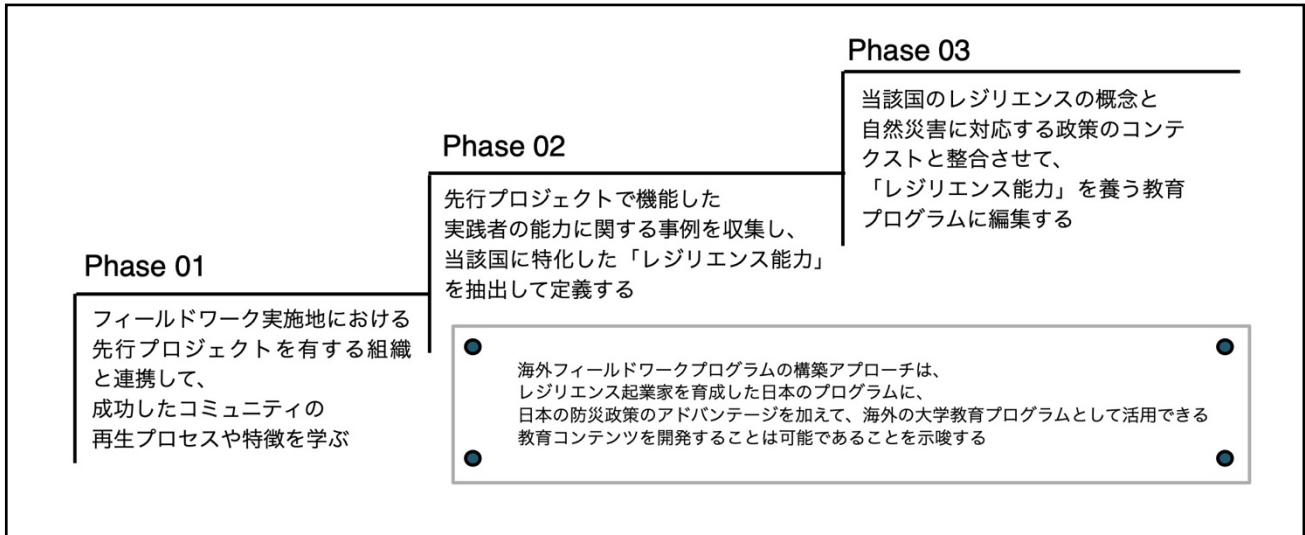 Phase 01
フィールドワーク実施地における
先行プロジェクトを有する組織
と連携して、
成功したコミュニティの
再生プロセスや特徴を学ぶ
Phase 02
先行プロジェクトで機能した
実践者の能力に関する事例を収集し、
当該国に特化した「レジリエンス能力」
を抽出して定義する
Phase 03
当該国のレジリエンスの概念と
自然災害に対応する政策のコンテ
クストと整合させて、
「レジリエンス能力」を養う教育
プログラムに編集する
海外フィールドワークプログラムの構築アプローチは、
レジリエンス起業家を育成した日本のプログラムに、
日本の防災政策のアドバンテージを加えて、海外の大学教育プログラムとして活用できる
教育コンテンツを開発することは可能であることを示唆する